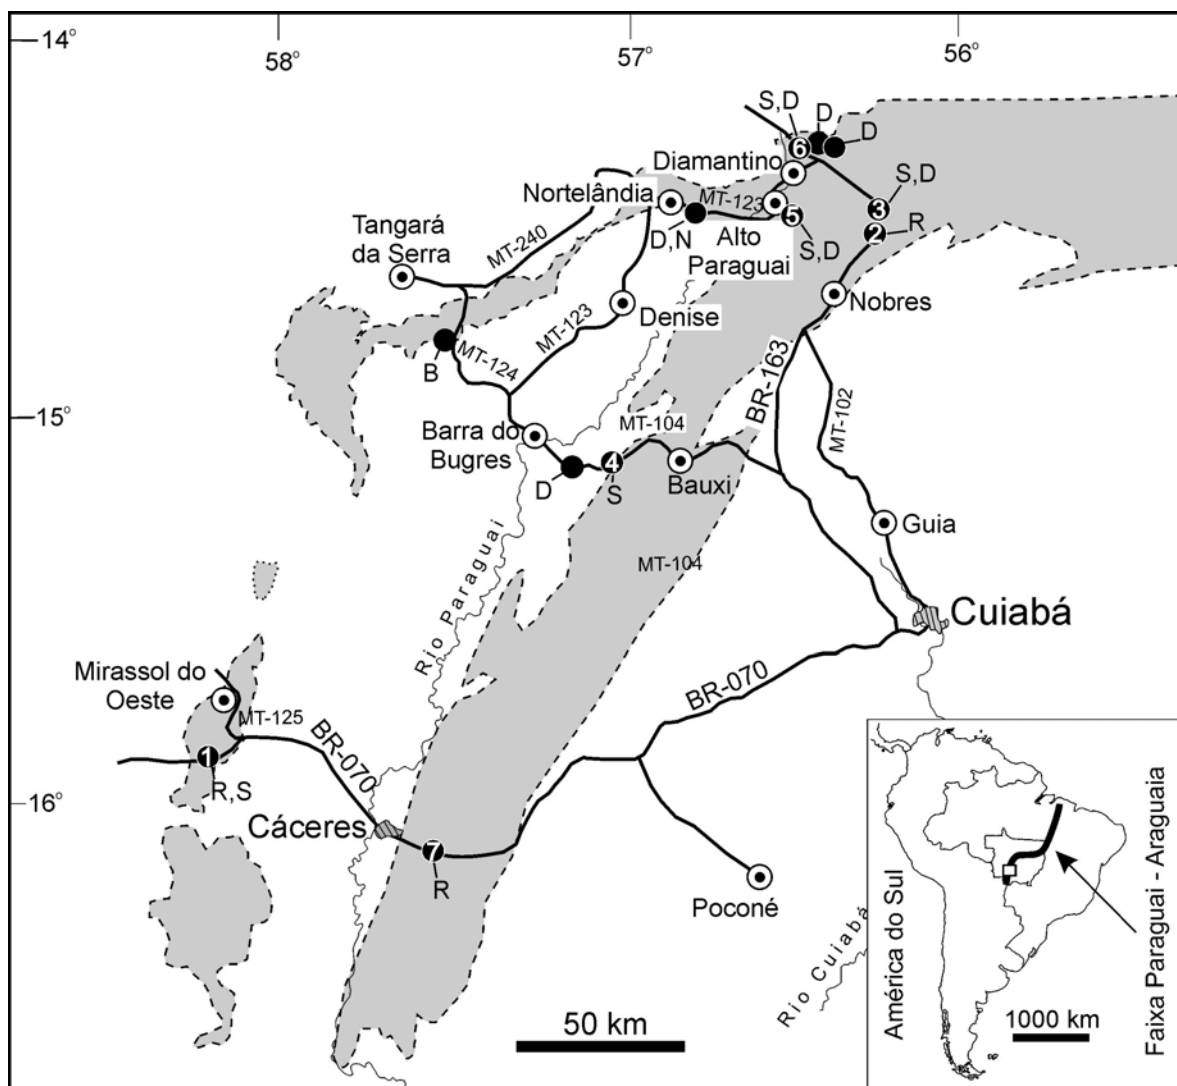 14°
58°
57°
56°
S,D
D
D
6
Diamantino
S,D
Nortelândia
MT-123
3
5
2
R
Tangará
da Serra
MT-240
D,N
Alto
Paraguai
S,D
Nobres
Denise
MT-123
MT-124
B
BR-163
MT-102
15°
Barra do
Bugres
MT-104
4
D
S
Bauxi
Guia
Rio Paraguai
MT-104
Cuiabá
Mirassol do
Oeste
MT-125
BR-070
BR-070
1
R,S
16°
Cáceres
7
R
Poconé
Rio Cuiabá
50 km
América do Sul
Faixa Paraguai - Araguaia
1000 km